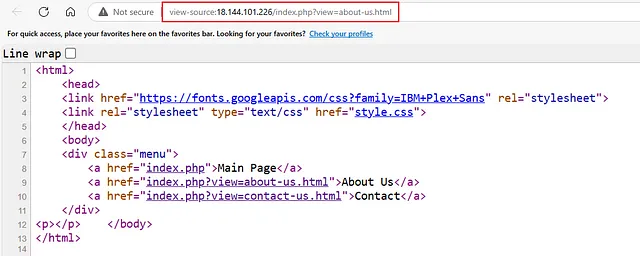 Not secure view-source:18.144.101.226/index.php?view=about-us.html
For quick access, place your favorites here on the favorites bar. Looking for your favorites? Check your profiles
Line wrap
1 <html>
2 <head>
3 <link href="https://fonts.googleapis.com/css?family=IBM+Plex+Sans" rel="stylesheet">
4 <link rel="stylesheet" type="text/css" href="style.css">
5 </head>
6 <body>
7 <div class="menu">
8 <a href="index.php">Main Page</a>
9 <a href="index.php?view=about-us.html">About Us</a>
10 <a href="index.php?view=contact-us.html">Contact</a>
11 </div>
12 <p></p> </body>
13 </html>
14